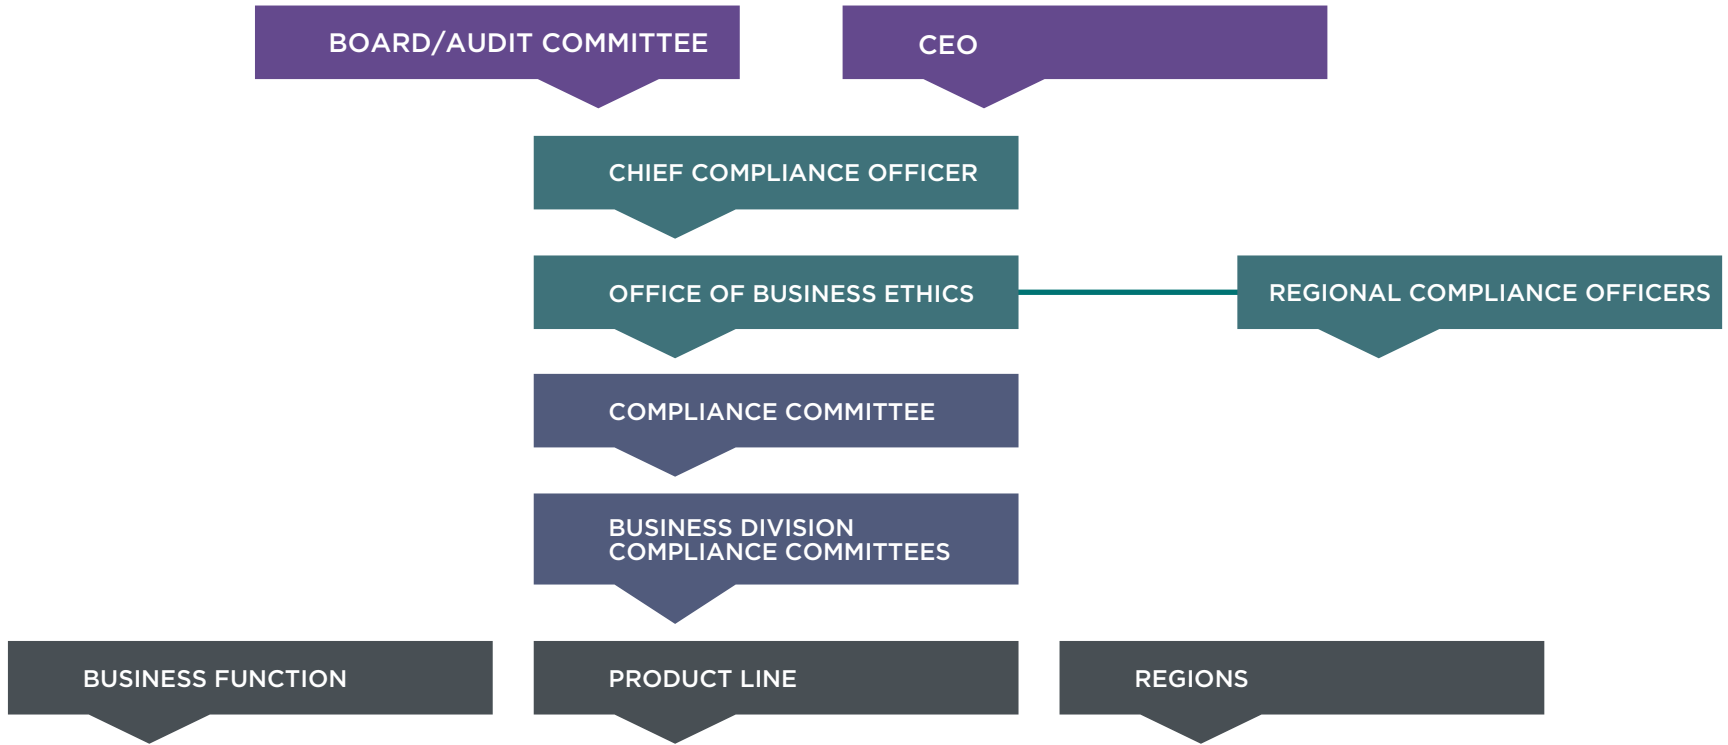 BOARD/AUDIT COMMITTEE
CEO
CHIEF COMPLIANCE OFFICER
OFFICE OF BUSINESS ETHICS
REGIONAL COMPLIANCE OFFICERS
COMPLIANCE COMMITTEE
BUSINESS DIVISION
COMPLIANCE COMMITTEES
BUSINESS FUNCTION
PRODUCT LINE
REGIONS